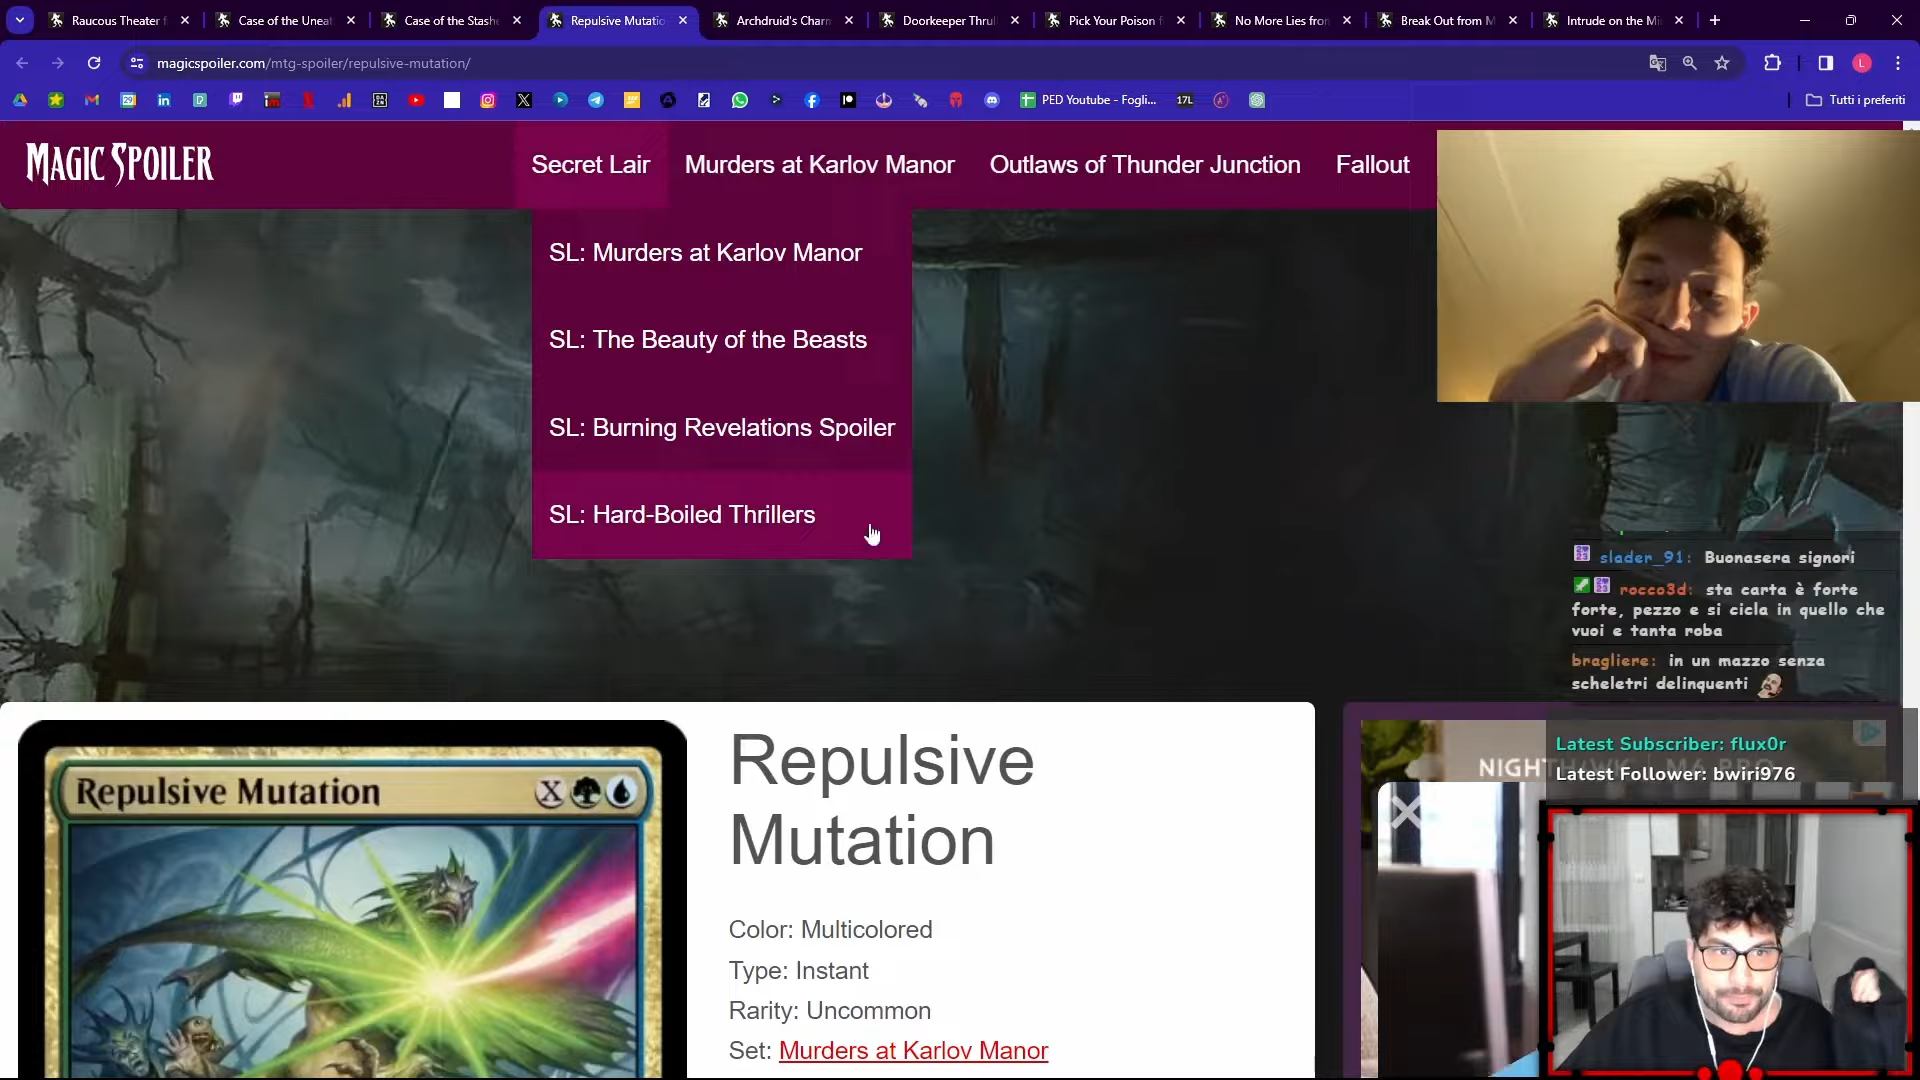 Raucous Theater f
Case of the Uneat
Case of the Stashe
Repulsive Mutatio
Archdruid's Charm
Doorkeeper Thrull
Pick Your Poison f
No More Lies from
Break Out from M
Intrude on the Mi
magicspoiler.com/mtg-spoiler/repulsive-mutation/
PED Youtube - Fogli...
17L
Tutti i preferiti
MAGIC SPOILER
Secret Lair
Murders at Karlov Manor
Outlaws of Thunder Junction
Fallout
SL: Murders at Karlov Manor
SL: The Beauty of the Beasts
SL: Burning Revelations Spoiler
SL: Hard-Boiled Thrillers
slader_91: Buonasera signori
rocco3d: sta carta è forte
forte, pezzo e si cicla in quello che
vuoi e tanta roba
bragliere: in un mazzo senza
scheletri delinquenti
Latest Subscriber: flux0r
Latest Follower: bwiri976
Repulsive Mutation
X
Repulsive
Mutation
Color: Multicolored
Type: Instant
Rarity: Uncommon
Set: Murders at Karlov Manor